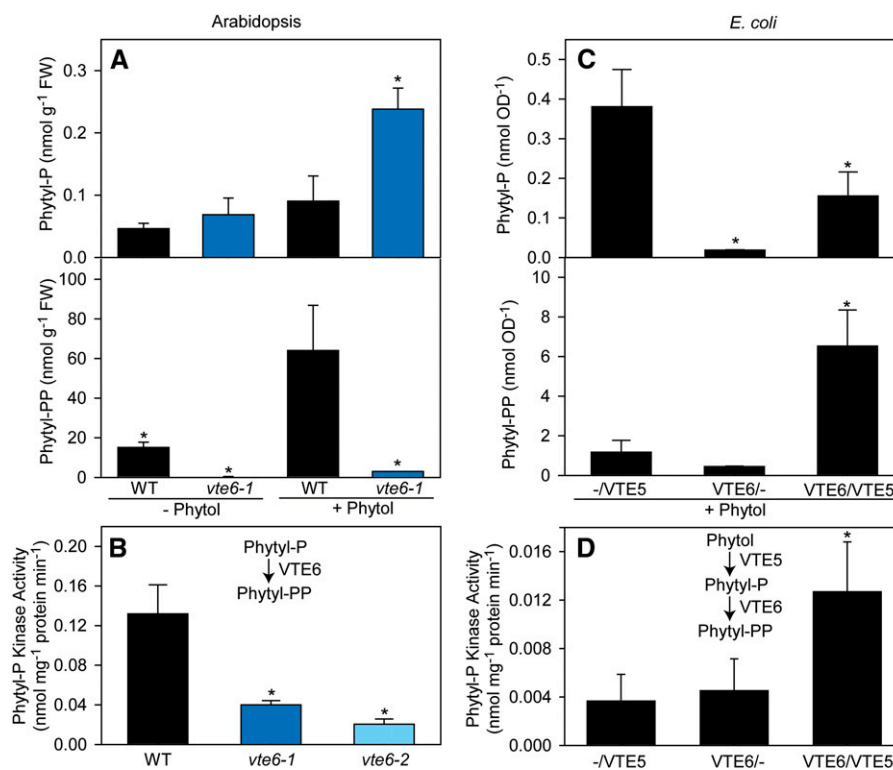 Arabidopsis
E. coli
A
Phytyl-P (nmol g-1 FW)
0.3
0.2
0.1
0.0
*
Phytyl-PP (nmol g-1 FW)
100
80
60
40
20
0
*
*
*
WT
vte6-1
WT
vte6-1
- Phytol
+ Phytol
B
Phytyl-P Kinase Activity
(nmol mg-1 protein min-1)
0.20
0.16
0.12
0.08
0.04
0.00
Phytyl-P
VTE6
Phytyl-PP
*
*
WT
vte6-1
vte6-2
C
Phytyl-P (nmol OD-1)
0.5
0.4
0.3
0.2
0.1
0.0
*
*
Phytyl-PP (nmol OD-1)
10
8
6
4
2
0
*
-/VTE5
VTE6/-
VTE6/VTE5
+ Phytol
D
Phytyl-P Kinase Activity
(nmol mg-1 protein min-1)
0.016
0.012
0.008
0.004
0.000
Phytol
VTE5
Phytyl-P
VTE6
Phytyl-PP
*
-/VTE5
VTE6/-
VTE6/VTE5